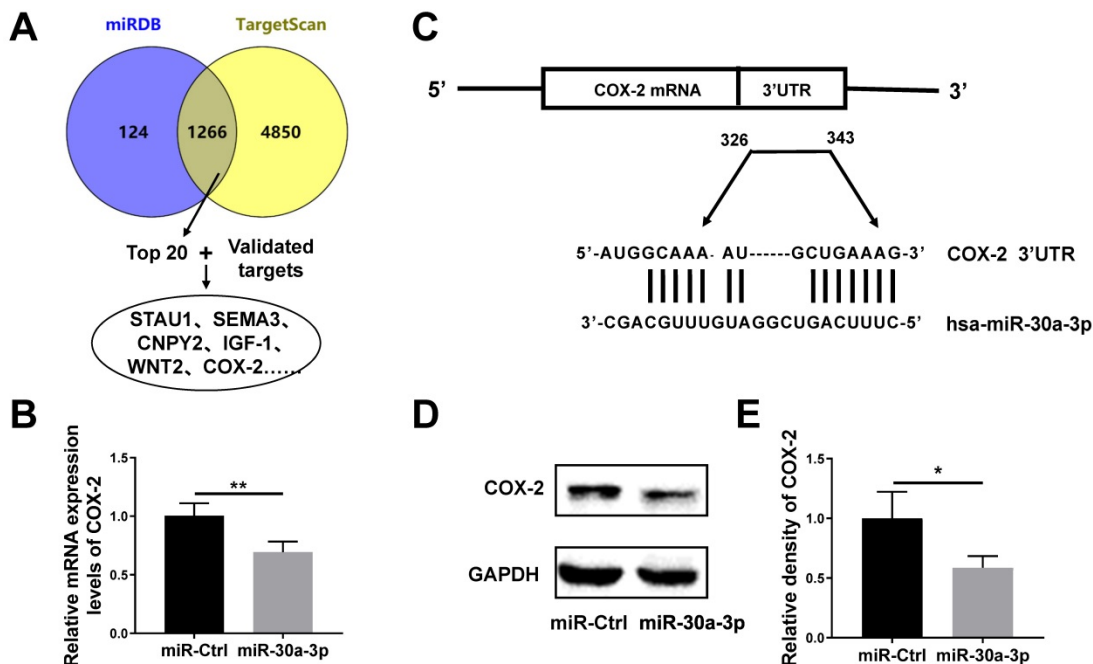 A
miRDB
TargetScan
124
1266
4850
Top 20 + Validated targets
STAU1、SEMA3、
CNPY2、IGF-1、
WNT2、COX-2......
B
Relative mRNA expression
levels of COX-2
1.5
1.0
0.5
0.0
**
miR-Ctrl
miR-30a-3p
C
5’
COX-2 mRNA
3’UTR
3’
326
343
5‘-AUGGCAAA- AU------GCUGAAAG-3’
COX-2 3’UTR
3‘-CGACGUUUGUAGGCUGACUUUC-5’
hsa-miR-30a-3p
D
COX-2
GAPDH
miR-Ctrl
miR-30a-3p
E
Relative density of COX-2
1.5
1.0
0.5
0.0
*
miR-Ctrl
miR-30a-3p